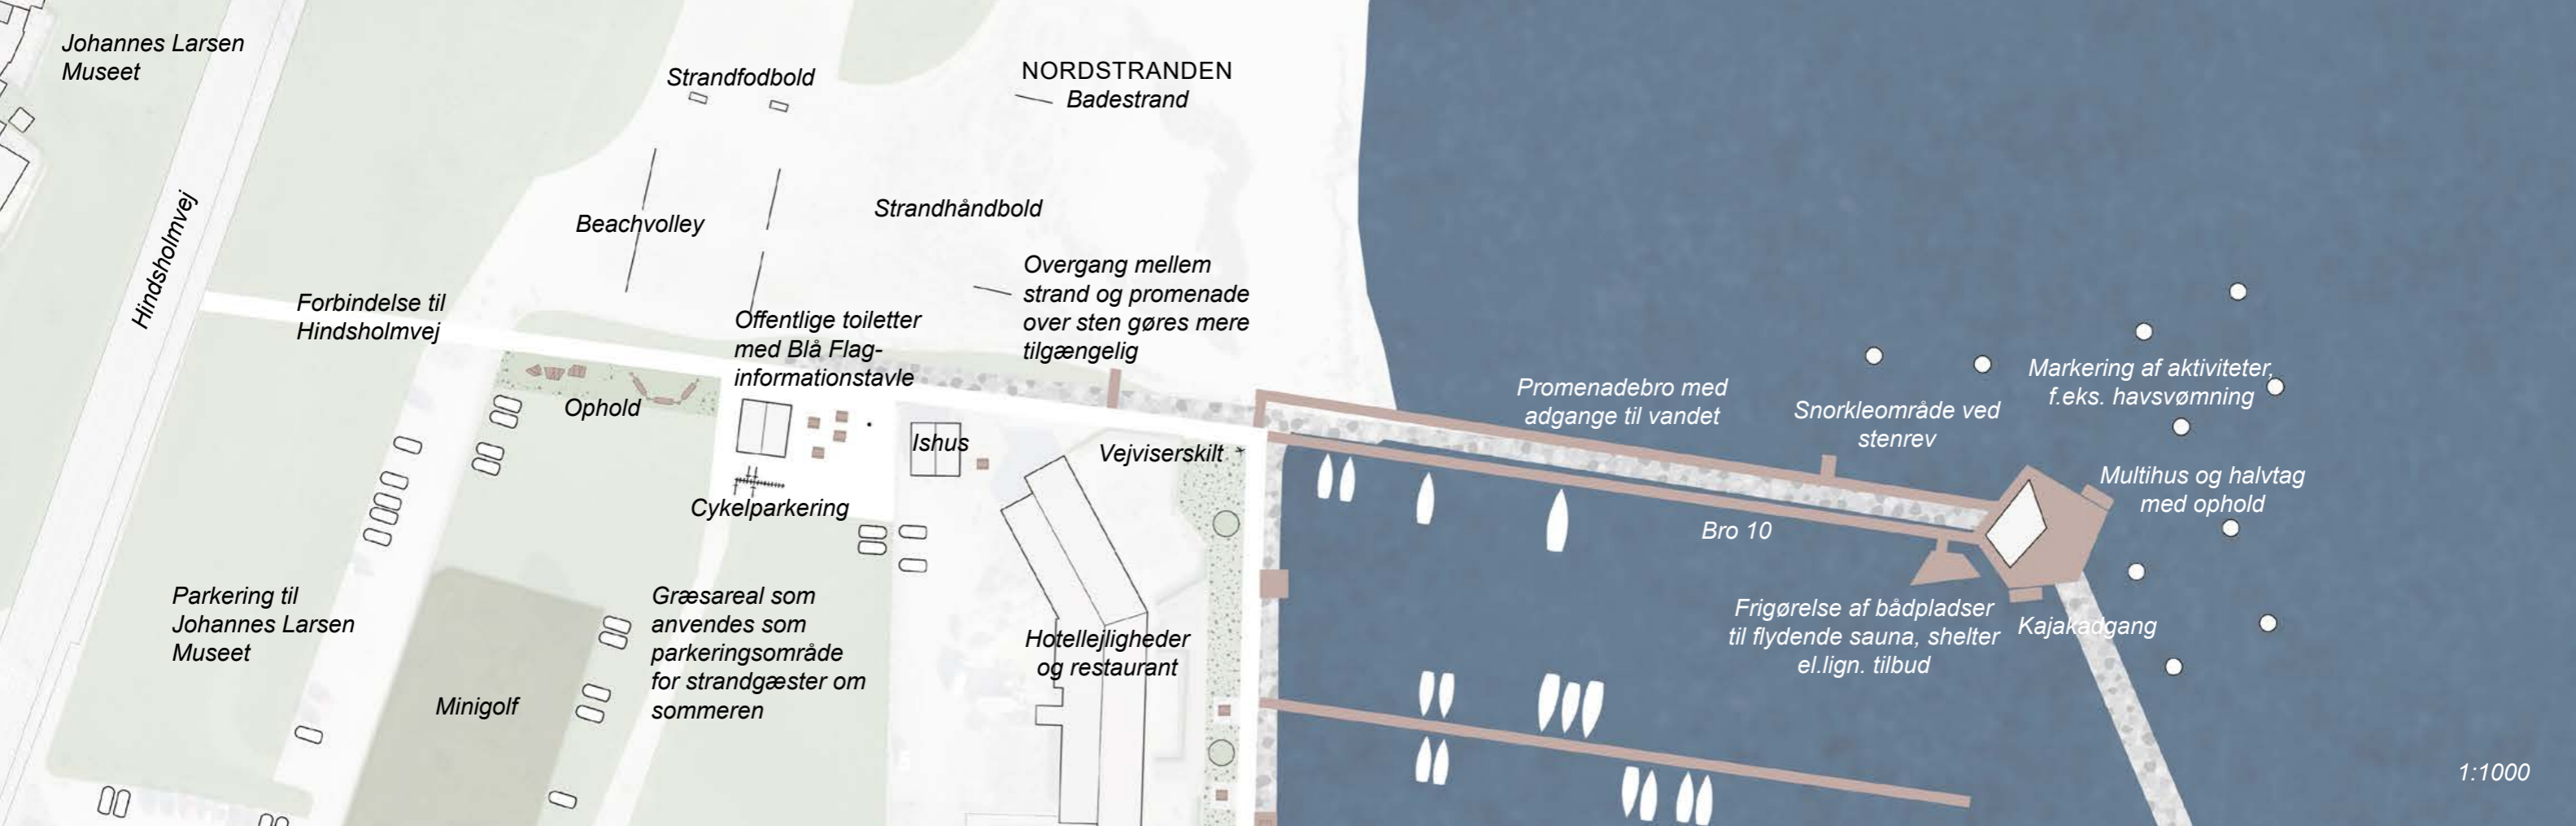 Johannes Larsen
Museet
Strandfodbold
NORDSTRANDEN
Badestrand
Hindsholmvej
Beachvolley
Strandhåndbold
Overgang mellem
strand og promenade
over sten gøres mere
tilgængelig
Forbindelse til
Hindsholmvej
Offentlige toiletter
med Blå Flag-
informationstavle
Ophold
Ishus
Vejviserskilt
Cykelparkering
Promenadebro med
adgange til vandet
Snorkleområde ved
stenrev
Markering af aktiviteter,
f.eks. havsvømning
Multihus og halvtag
med ophold
Bro 10
Parkering til
Johannes Larsen
Museet
Minigolf
Græsareal som
anvendes som
parkeringsområde
for strandgæster om
sommeren
Hotellejligheder
og restaurant
Frigørelse af bådpladser
til flydende sauna, shelter
el.lign. tilbud
Kajakadgang
5
1:1000